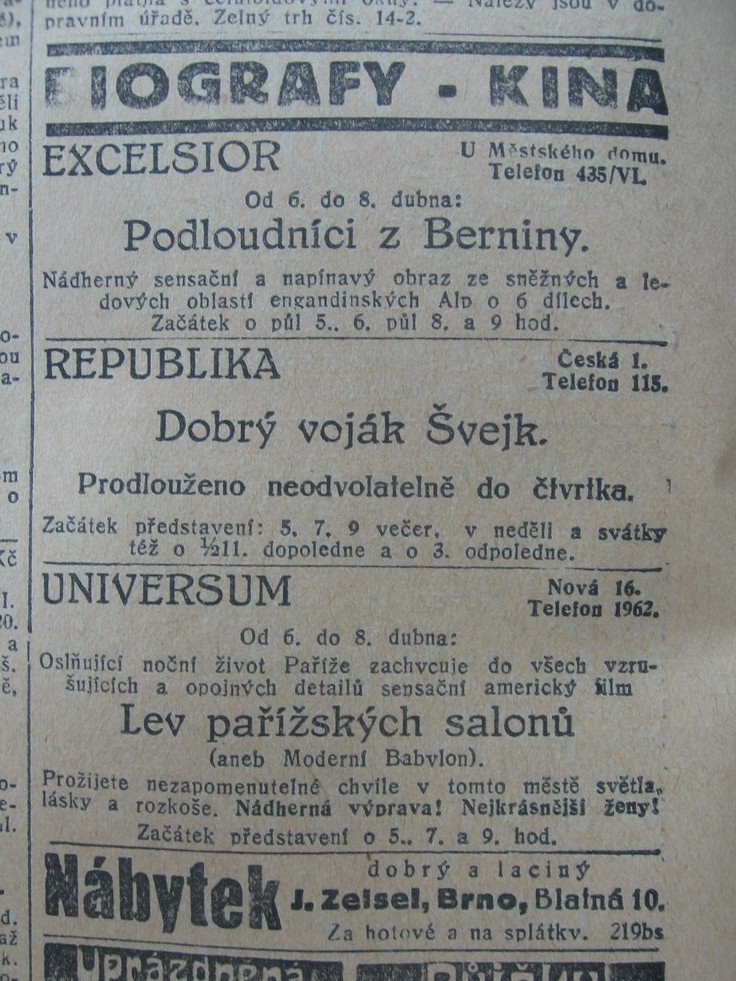 pravním úřadě. Zelný trh čís. 14-2.
BIOGRAFY - KINA
EXCELSIOR
U Městského domu.
Telefon 435/VI.
Od 6. do 8. dubna:
Podloudníci z Berniny.
Nádherný sensační a napínavý obraz ze sněžných a le-
dových oblastí engandinských Alp o 6 dílech.
Začátek o půl 5., 6. půl 8. a 9 hod.
REPUBLIKA
Česká 1.
Telefon 115.
Dobrý voják Švejk.
Prodlouženo neodvolatelně do čtvrtka.
Začátek představení: 5, 7, 9 večer, v neděli a svátky
též o ½11. dopoledne a o 3. odpoledne.
UNIVERSUM
Nová 16.
Telefon 1962.
Od 6. do 8. dubna:
Oslňující noční život Paříže zachycuje do všech vzru-
šujících a opojných detailů sensační americký film
Lev pařížských salonů
(aneb Moderní Babylon).
Prožijete nezapomenutelné chvíle v tomto městě světla,
lásky a rozkoše. Nádherná výprava! Nejkrásnější ženy!
Začátek představení o 5., 7. a 9. hod.
Nábytek
dobrý a laciný
J. Zeisel, Brno, Blatná 10.
Za hotové a na splátky. 219bs
Uprázdněná